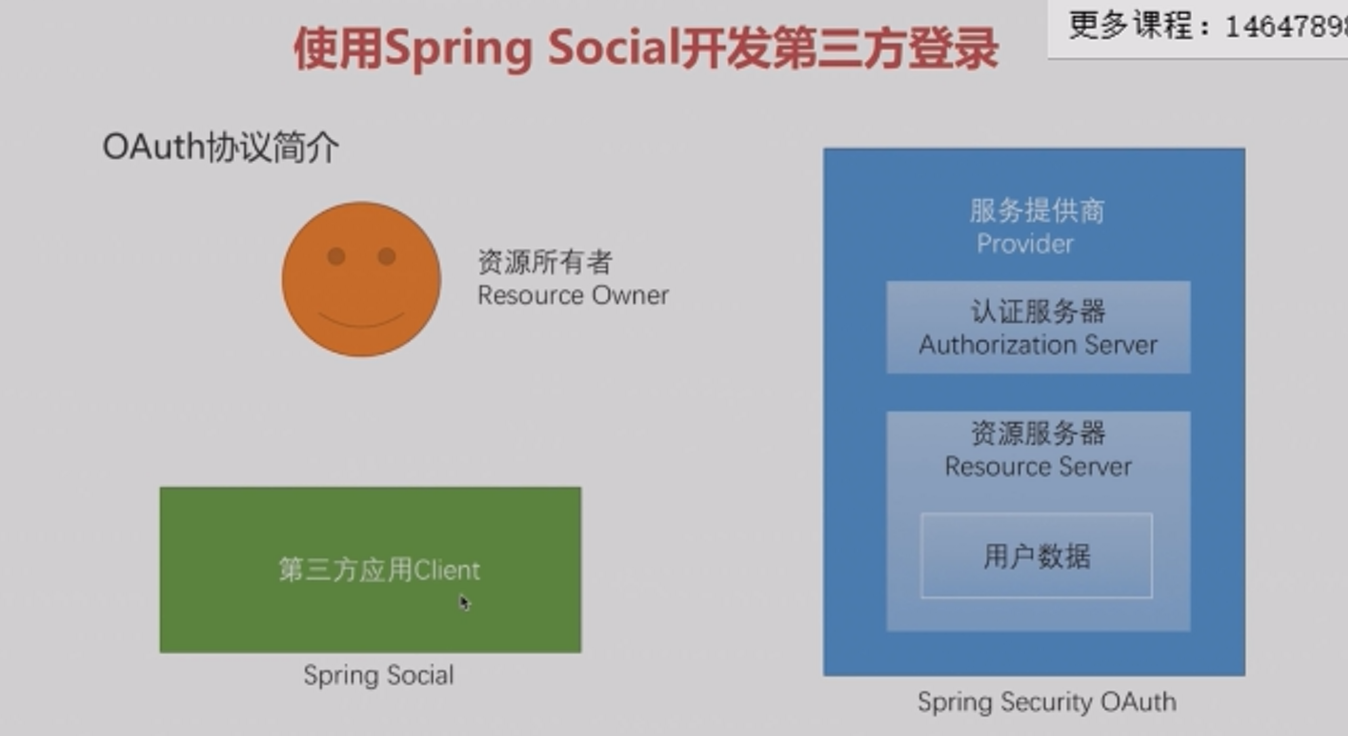 使用Spring Social开发第三方登录
更多课程：14647898
OAuth协议简介
资源所有者
Resource Owner
服务提供商
Provider
认证服务器
Authorization Server
资源服务器
Resource Server
用户数据
第三方应用Client
Spring Social
Spring Security OAuth